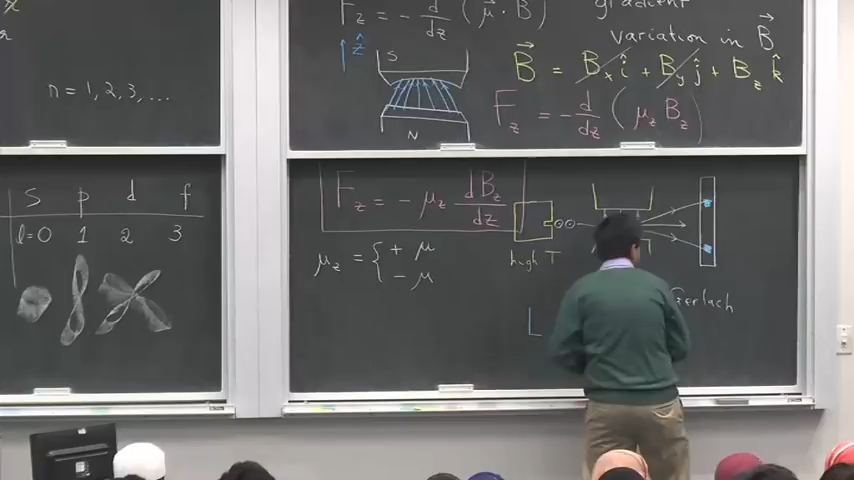 n = 1, 2, 3, ...
s p d f
l=0 1 2 3
F_z = - d/dz (μ⃗ · B⃗)
gradient
variation in B⃗
ẑ
S
N
B⃗ = B_x î + B_y ĵ + B_z k̂
F_z = - d/dz (μ_z B_z)
F_z = - μ_z dB_z/dz
μ_z = { + μ
- μ
high T
Gerlach
L